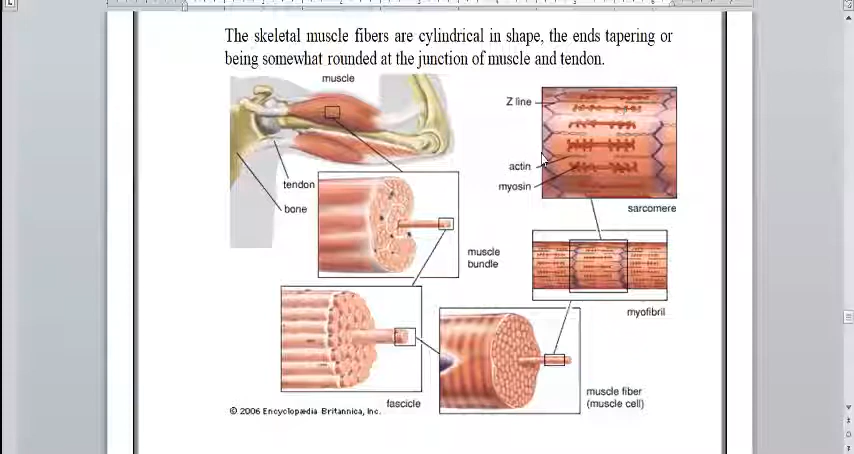 The skeletal muscle fibers are cylindrical in shape, the ends tapering or
being somewhat rounded at the junction of muscle and tendon.
muscle
Z line
actin
myosin
tendon
bone
sarcomere
muscle
bundle
myofibril
muscle fiber
(muscle cell)
fascicle
© 2006 Encyclopædia Britannica, Inc.